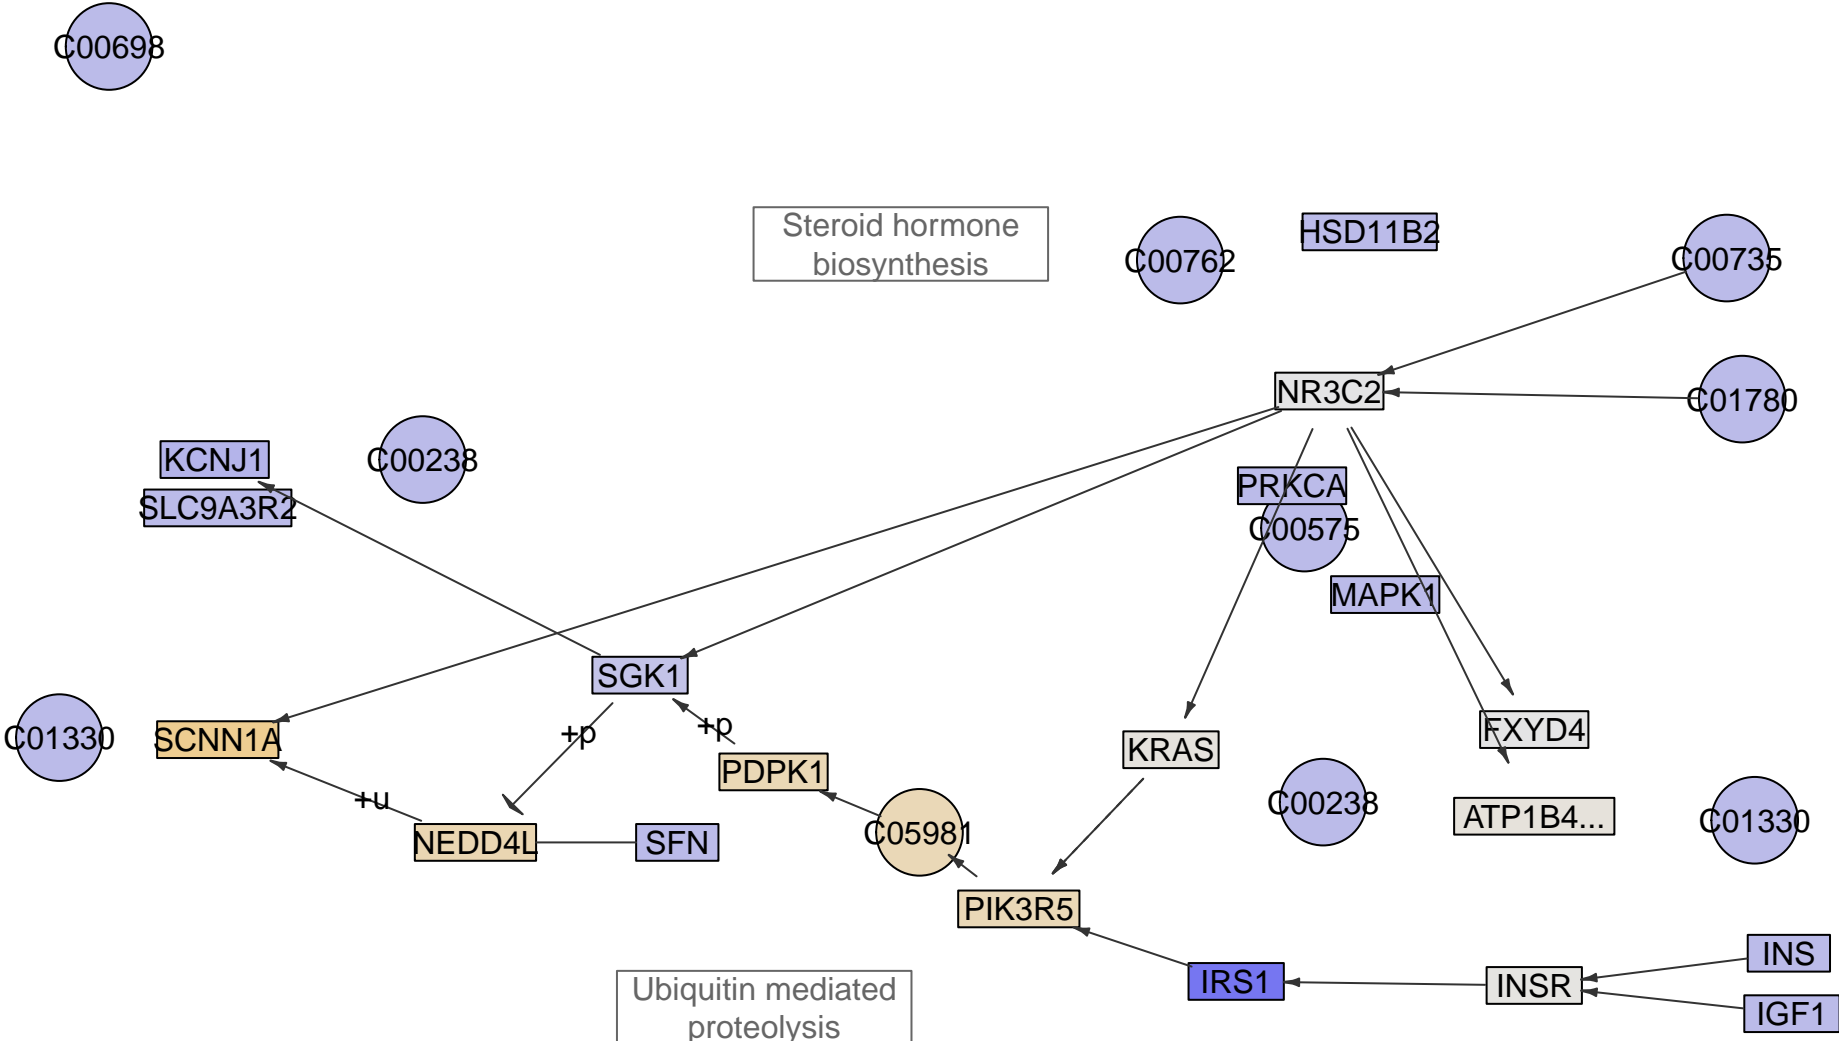 C00698
Steroid hormone
biosynthesis
C00762
HSD11B2
C00735
NR3C2
C01780
KCNJ1
C00238
SLC9A3R2
PRKCA
C00575
MAPK1
SGK1
C01330
SCNN1A
+p
+p
PDPK1
KRAS
FXYD4
+u
C00238
ATP1B4...
C01330
NEDD4L
SFN
C05981
PIK3R5
INS
IRS1
INSR
IGF1
Ubiquitin mediated
proteolysis